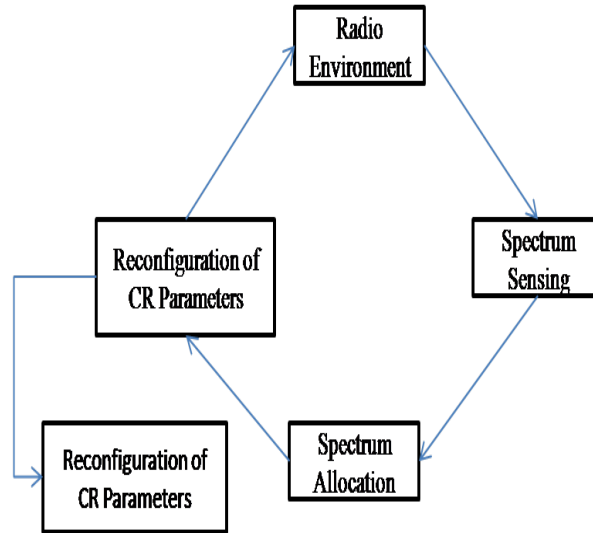 Radio
Environment
Spectrum
Sensing
Reconfiguration of
CR Parameters
Spectrum
Allocation
Reconfiguration of
CR Parameters